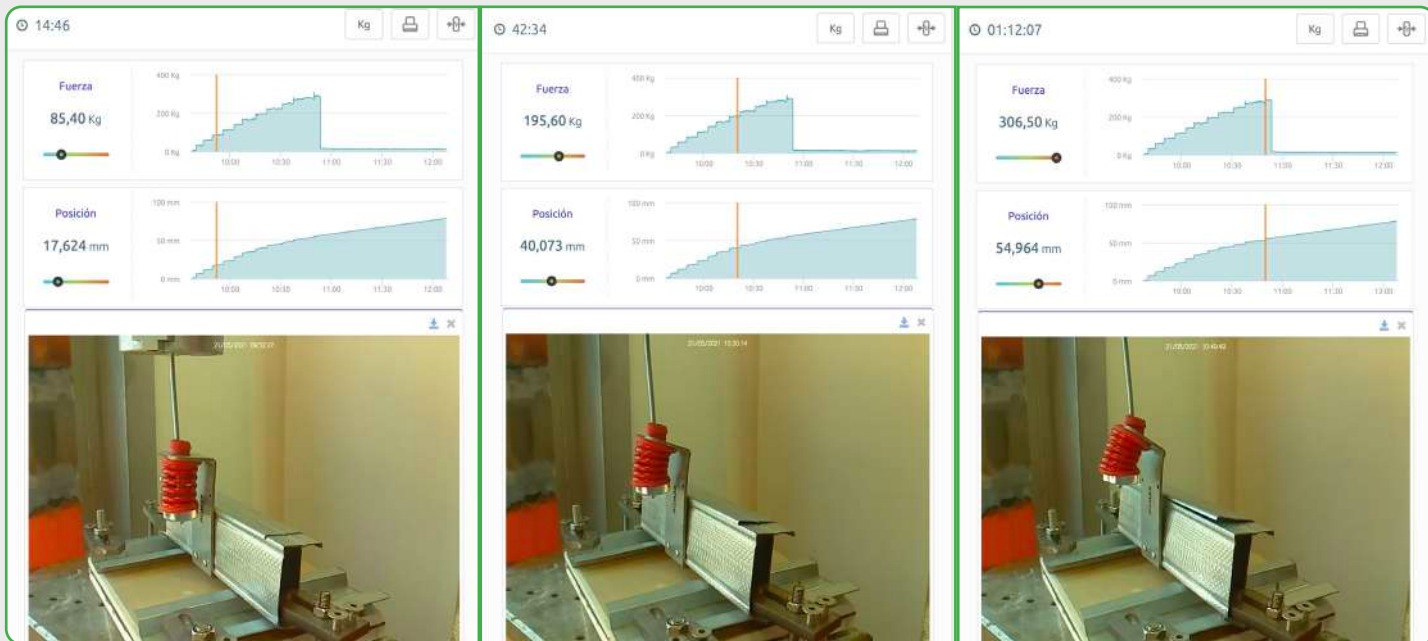 14:46
Kg
Fuerza
85,40 Kg
400 Kg
200 Kg
0 Kg
10:00 10:30 11:00 11:30 12:00
Posición
17,624 mm
100 mm
50 mm
0 mm
10:00 10:30 11:00 11:30 12:00
42:34
Kg
Fuerza
195,60 Kg
400 Kg
200 Kg
0 Kg
10:00 10:30 11:00 11:30 12:00
Posición
40,073 mm
100 mm
50 mm
0 mm
10:00 10:30 11:00 11:30 12:00
01:12:07
Kg
Fuerza
306,50 Kg
400 Kg
200 Kg
0 Kg
10:00 10:30 11:00 11:30 12:00
Posición
54,964 mm
100 mm
50 mm
0 mm
10:00 10:30 11:00 11:30 12:00